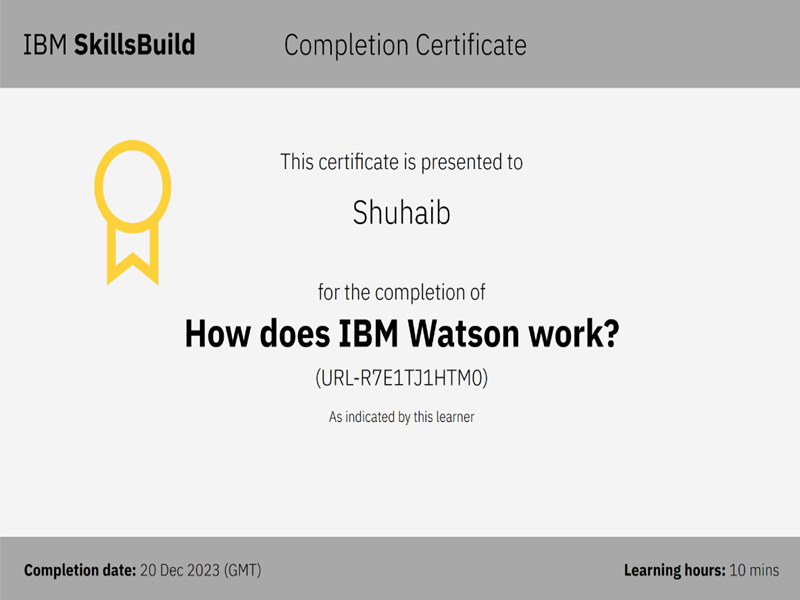 IBM SkillsBuild
Completion Certificate
This certificate is presented to
Shuhaib
for the completion of
How does IBM Watson work?
(URL-R7E1TJ1HTM0)
As indicated by this learner
Completion date: 20 Dec 2023 (GMT)
Learning hours: 10 mins